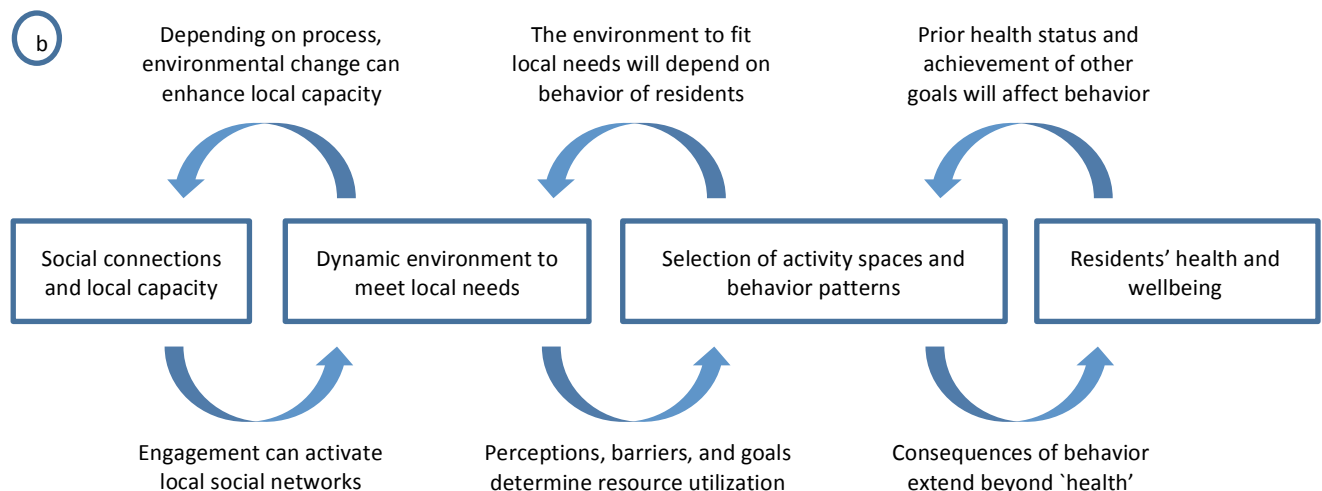 b
Depending on process,
environmental change can
enhance local capacity
The environment to fit
local needs will depend on
behavior of residents
Prior health status and
achievement of other
goals will affect behavior
Social connections
and local capacity
Dynamic environment to
meet local needs
Selection of activity spaces and
behavior patterns
Residents’ health and
wellbeing
Engagement can activate
local social networks
Perceptions, barriers, and goals
determine resource utilization
Consequences of behavior
extend beyond `health’